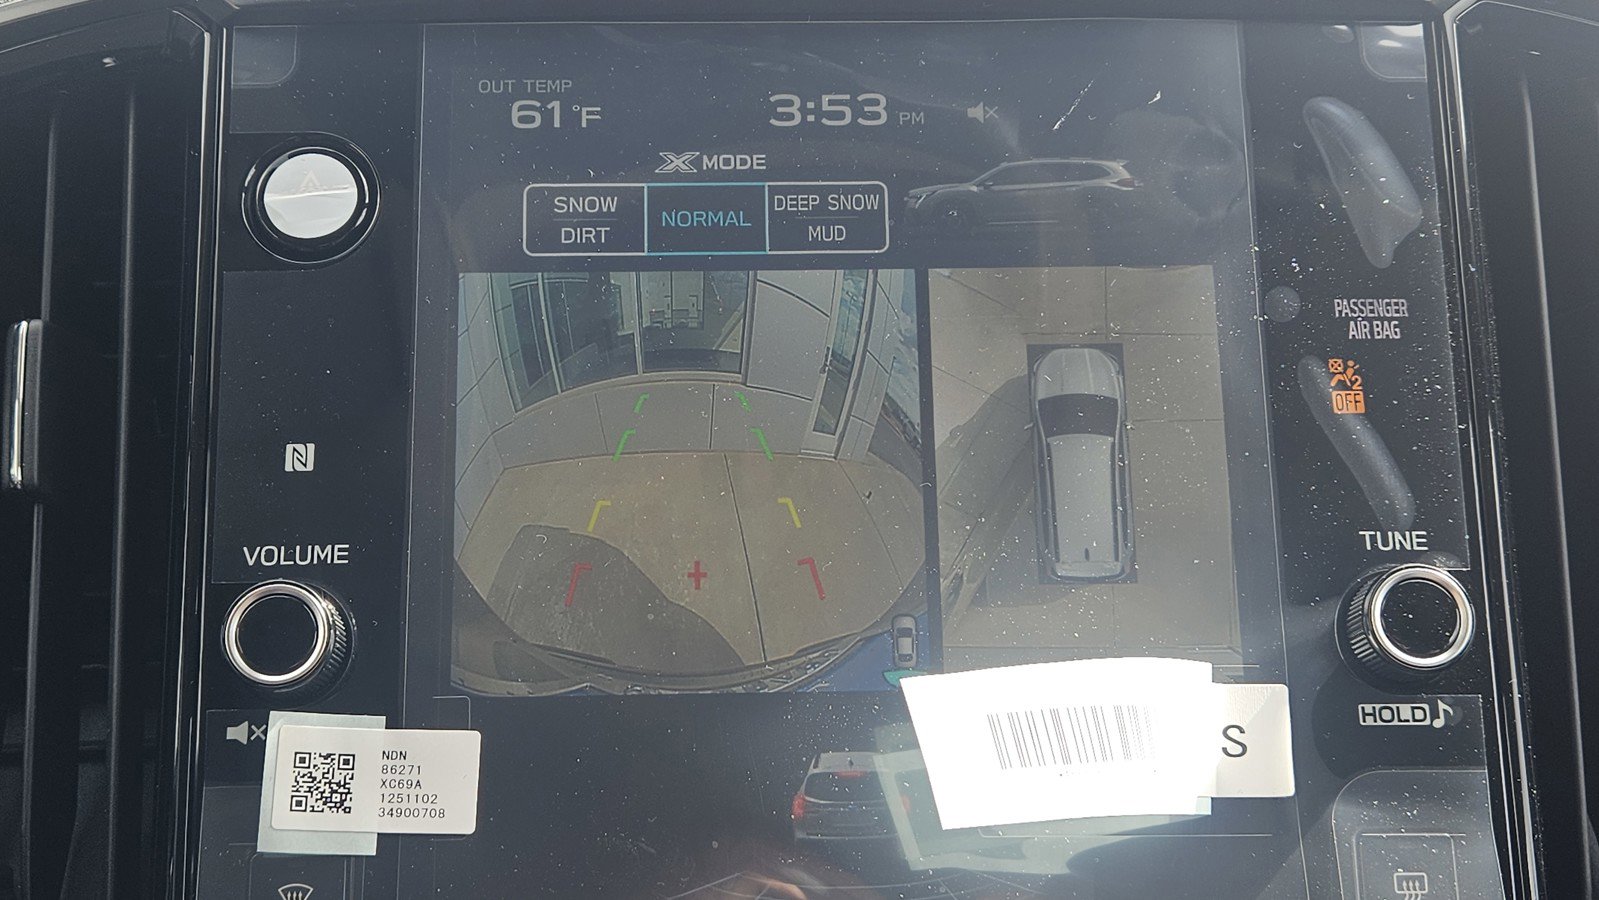 OUT TEMP
61°F
3:53 PM
X MODE
SNOW
DIRT
NORMAL
DEEP SNOW
MUD
PASSENGER
AIR BAG
2
OFF
N
VOLUME
TUNE
HOLD
NDN
86271
XC69A
1251102
34900708
S